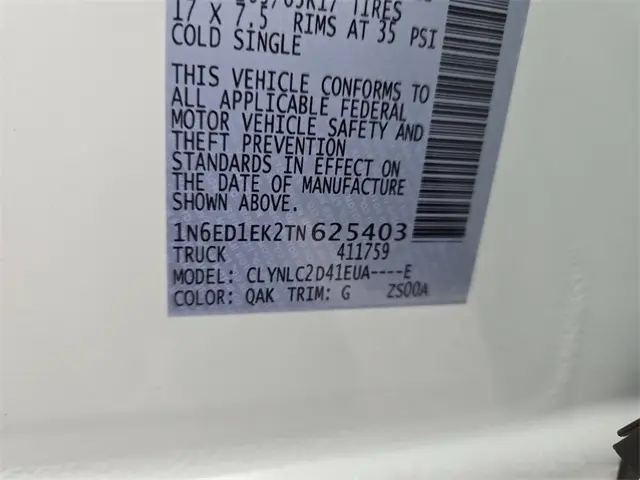 17 X 7.5 RIMS AT 35 PSI
COLD SINGLE
THIS VEHICLE CONFORMS TO
ALL APPLICABLE FEDERAL
MOTOR VEHICLE SAFETY AND
THEFT PREVENTION
STANDARDS IN EFFECT ON
THE DATE OF MANUFACTURE
SHOWN ABOVE.
1N6ED1EK2TN625403
TRUCK 411759
MODEL: CLYNLC2D41EUA----E
COLOR: QAK TRIM: G ZS00A